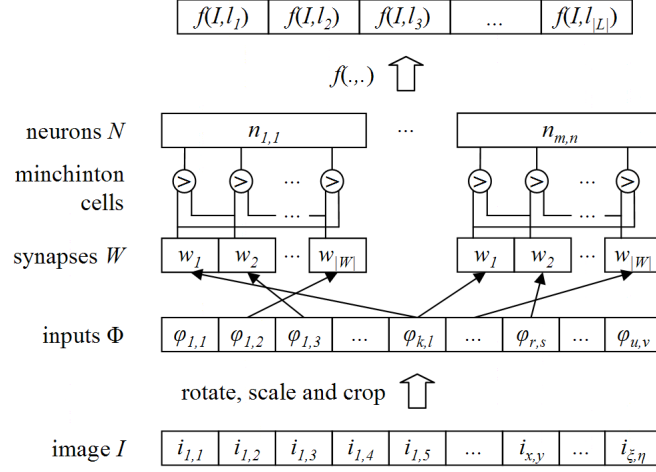 f(I,l₁) f(I,l₂) f(I,l₃) ... f(I,l|L|)
f(.,.)
neurons N n₁,₁ ... nₘ,ₙ
minchinton cells > > ... > > > ... >
... ...
synapses W w₁ w₂ ... w|W| w₁ w₂ ... w|W|
inputs Φ φ₁,₁ φ₁,₂ φ₁,₃ ... φk,l ... φr,s ... φu,v
rotate, scale and crop
image I i₁,₁ i₁,₂ i₁,₃ i₁,₄ i₁,₅ ... ix,y ... iξ,η